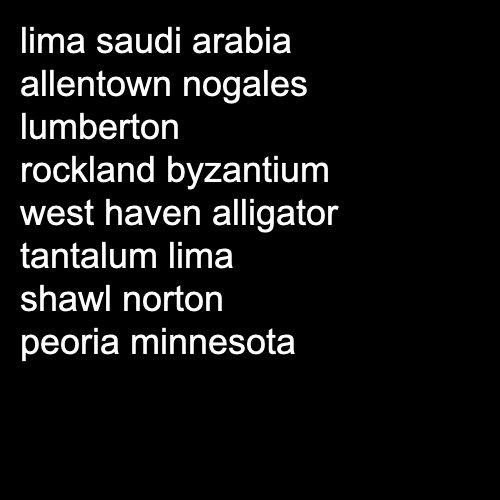 lima saudi arabia
allentown nogales
lumberton
rockland byzantium
west haven alligator
tantalum lima
shawl norton
peoria minnesota